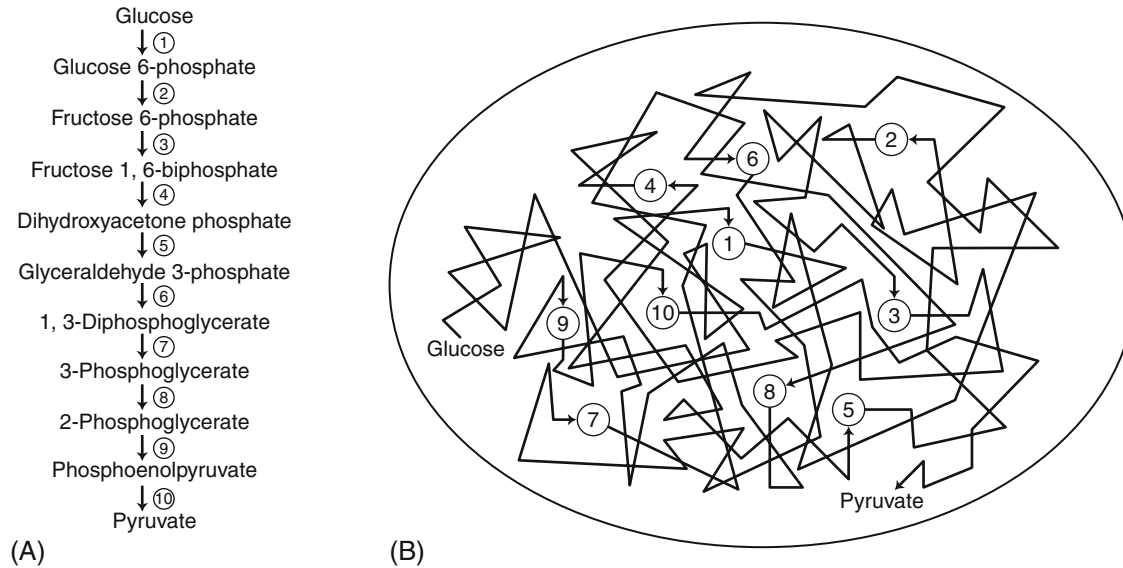 Glucose
①
Glucose 6-phosphate
②
Fructose 6-phosphate
③
Fructose 1, 6-biphosphate
④
Dihydroxyacetone phosphate
⑤
Glyceraldehyde 3-phosphate
⑥
1, 3-Diphosphoglycerate
⑦
3-Phosphoglycerate
⑧
2-Phosphoglycerate
⑨
Phosphoenolpyruvate
⑩
Pyruvate
(A)
②
⑥
④
①
⑩
③
⑨
Glucose
⑧
⑤
⑦
Pyruvate
(B)